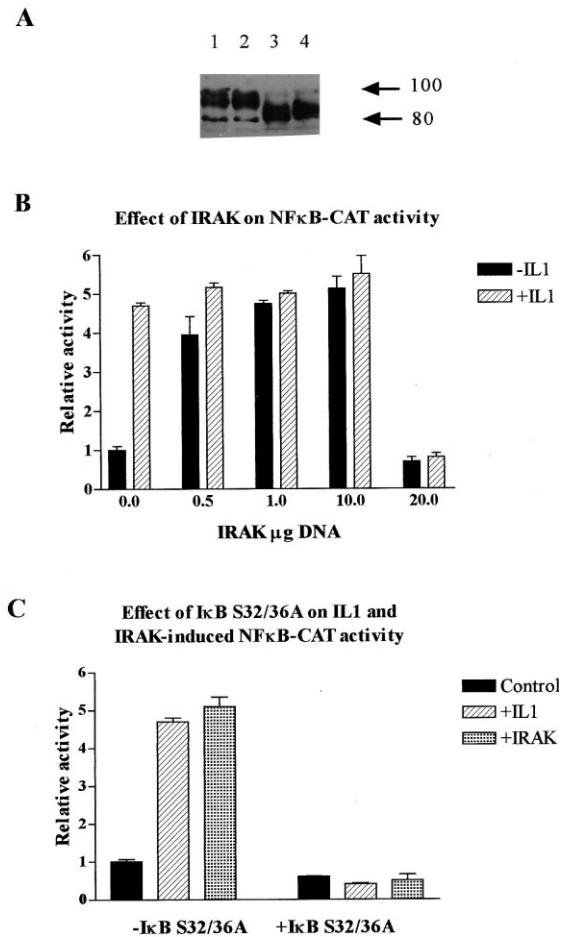 A
1 2 3 4
100
80
B
Effect of IRAK on NFκB-CAT activity
6
5
4
3
2
1
0
Relative activity
-IL1
+IL1
0.0 0.5 1.0 10.0 20.0
IRAK µg DNA
C
Effect of IκB S32/36A on IL1 and
IRAK-induced NFκB-CAT activity
6
5
4
3
2
1
0
Relative activity
Control
+IL1
+IRAK
-IκB S32/36A +IκB S32/36A